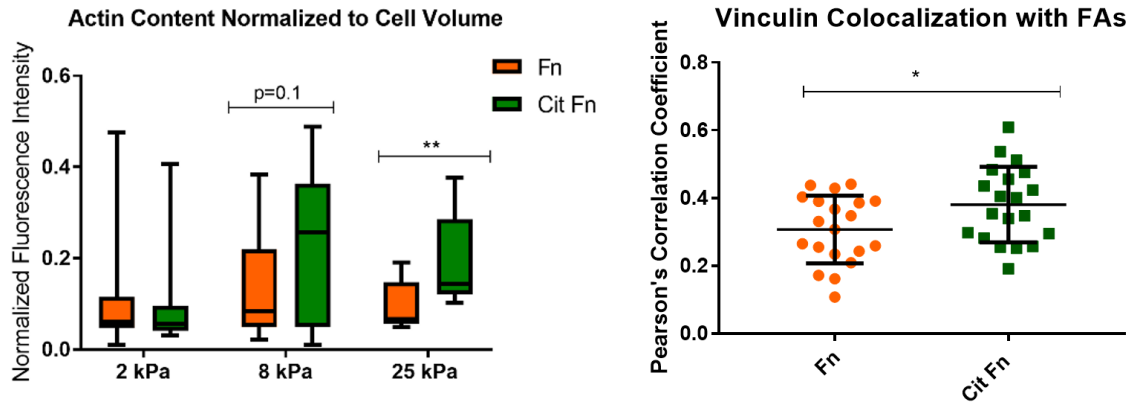 Actin Content Normalized to Cell Volume
Normalized Fluorescence Intensity
0.6
0.4
0.2
0.0
p=0.1
**
Fn
Cit Fn
2 kPa
8 kPa
25 kPa
Vinculin Colocalization with FAs
Pearson's Correlation Coefficient
0.8
0.6
0.4
0.2
0.0
*
Fn
Cit Fn